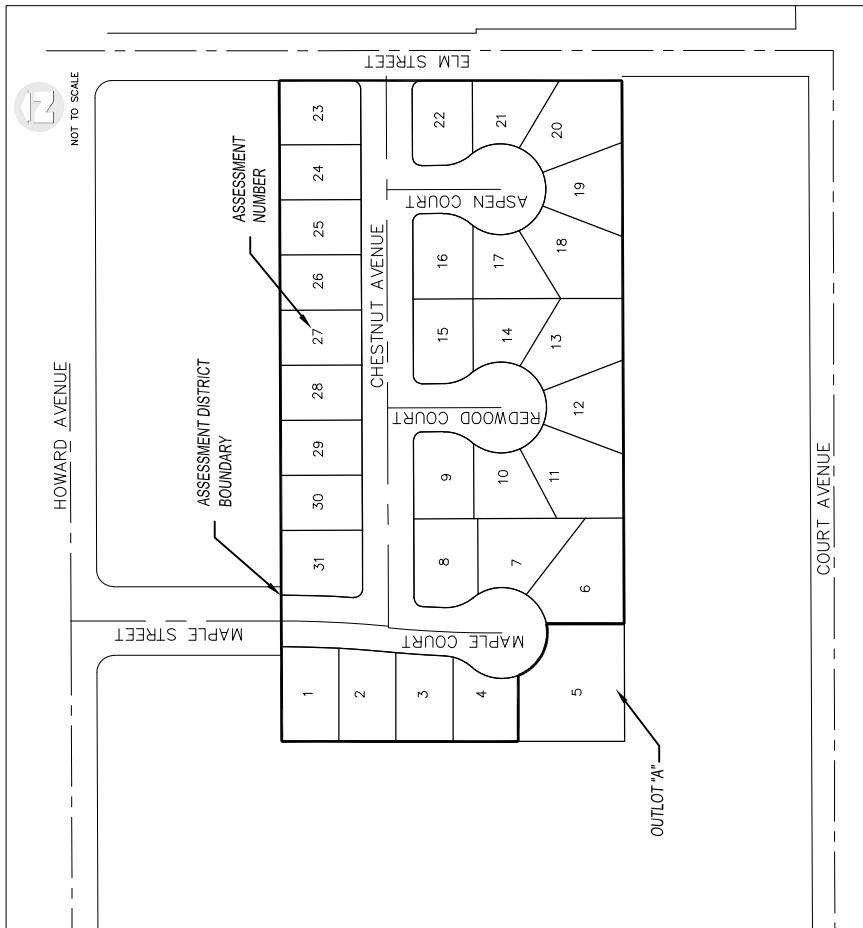 ELM STREET
N
NOT TO SCALE
23
24
25
26
27
28
29
30
31
ASSESSMENT
NUMBER
ASSESSMENT DISTRICT
BOUNDARY
HOWARD AVENUE
CHESTNUT AVENUE
MAPLE STREET
22
21
20
19
ASPEN COURT
18
17
16
15
14
13
12
REDWOOD COURT
11
10
9
8
7
6
MAPLE COURT
1
2
3
4
5
OUTLOT "A"
COURT AVENUE